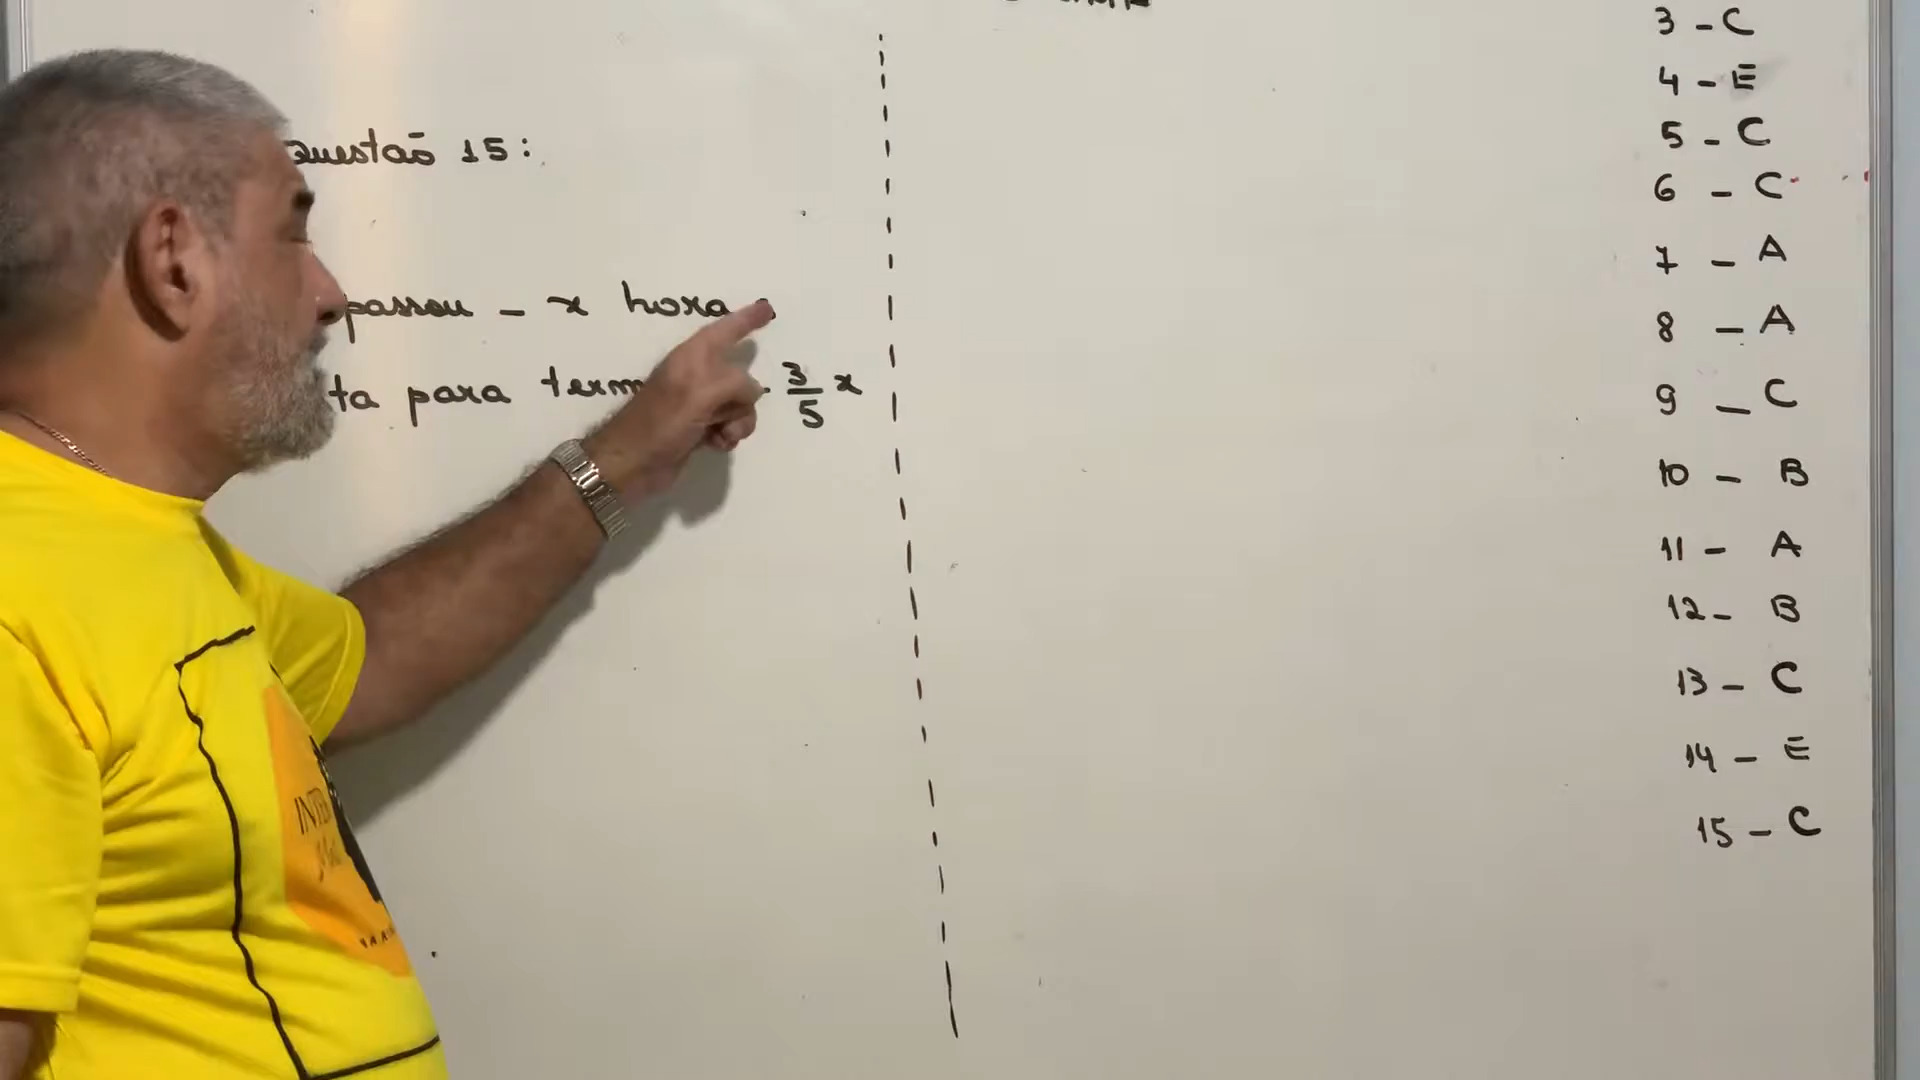 Questão 15:
passou - x horas
ta para term - 3/5 x
3 - C
4 - E
5 - C
6 - C
7 - A
8 - A
9 - C
10 - B
11 - A
12 - B
13 - C
14 - E
15 - C